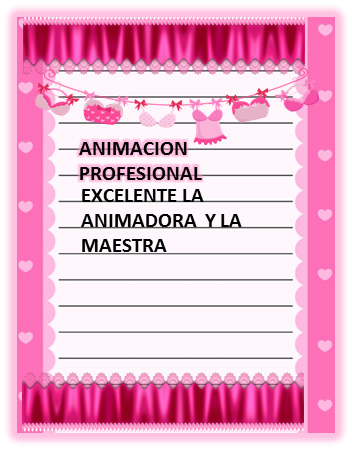 ANIMACION
PROFESIONAL
EXCELENTE LA
ANIMADORA Y LA
MAESTRA